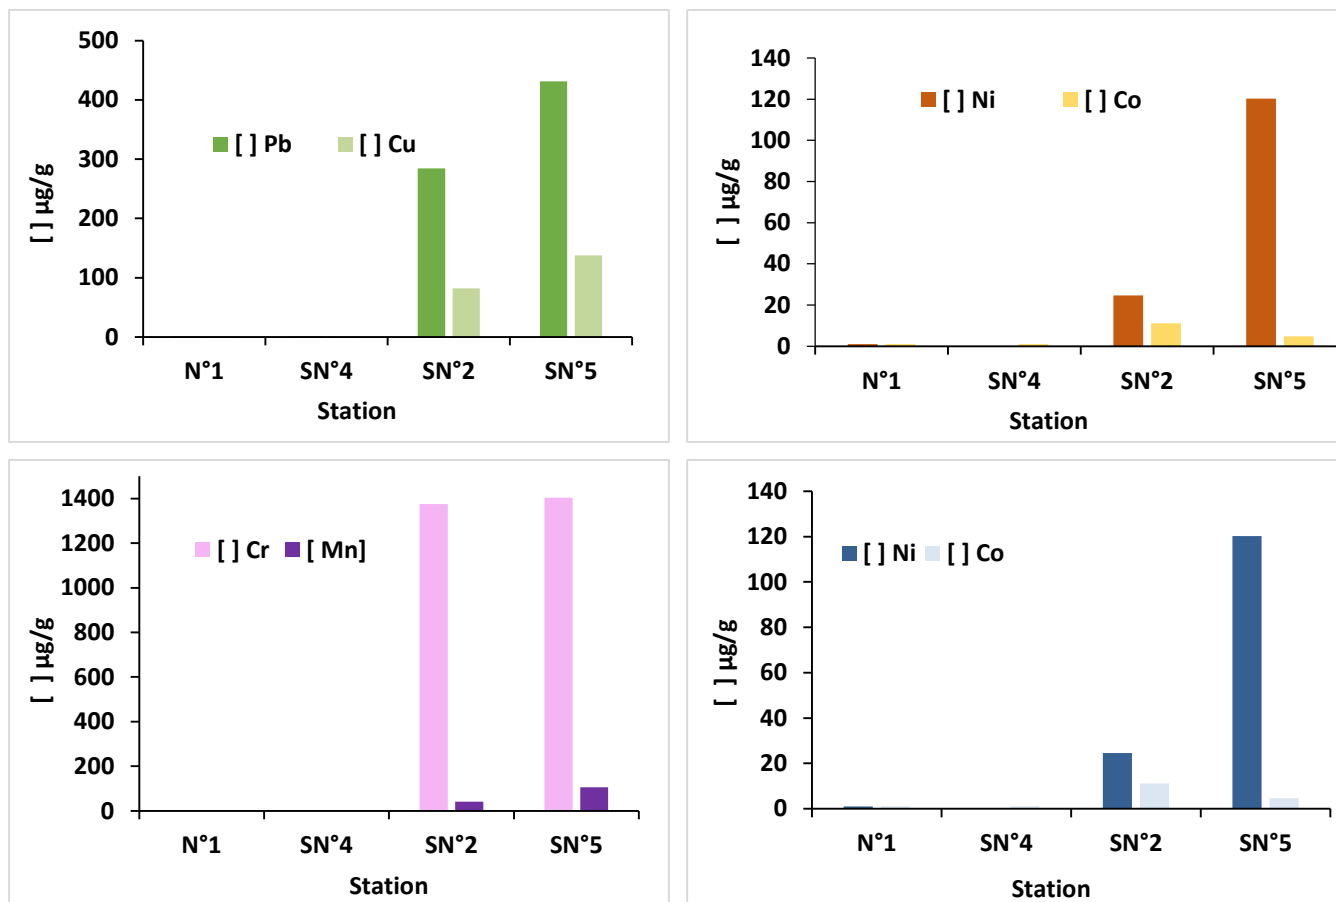 500
400
300
200
100
0
[ ] µg/g
[ ] Pb [ ] Cu
N°1 SN°4 SN°2 SN°5
Station
140
120
100
80
60
40
20
0
[ ] µg/g
[ ] Ni [ ] Co
N°1 SN°4 SN°2 SN°5
Station
1400
1200
1000
800
600
400
200
0
[ ] µg/g
[ ] Cr [ Mn]
N°1 SN°4 SN°2 SN°5
Station
140
120
100
80
60
40
20
0
[ ] µg/g
[ ] Ni [ ] Co
N°1 SN°4 SN°2 SN°5
Station